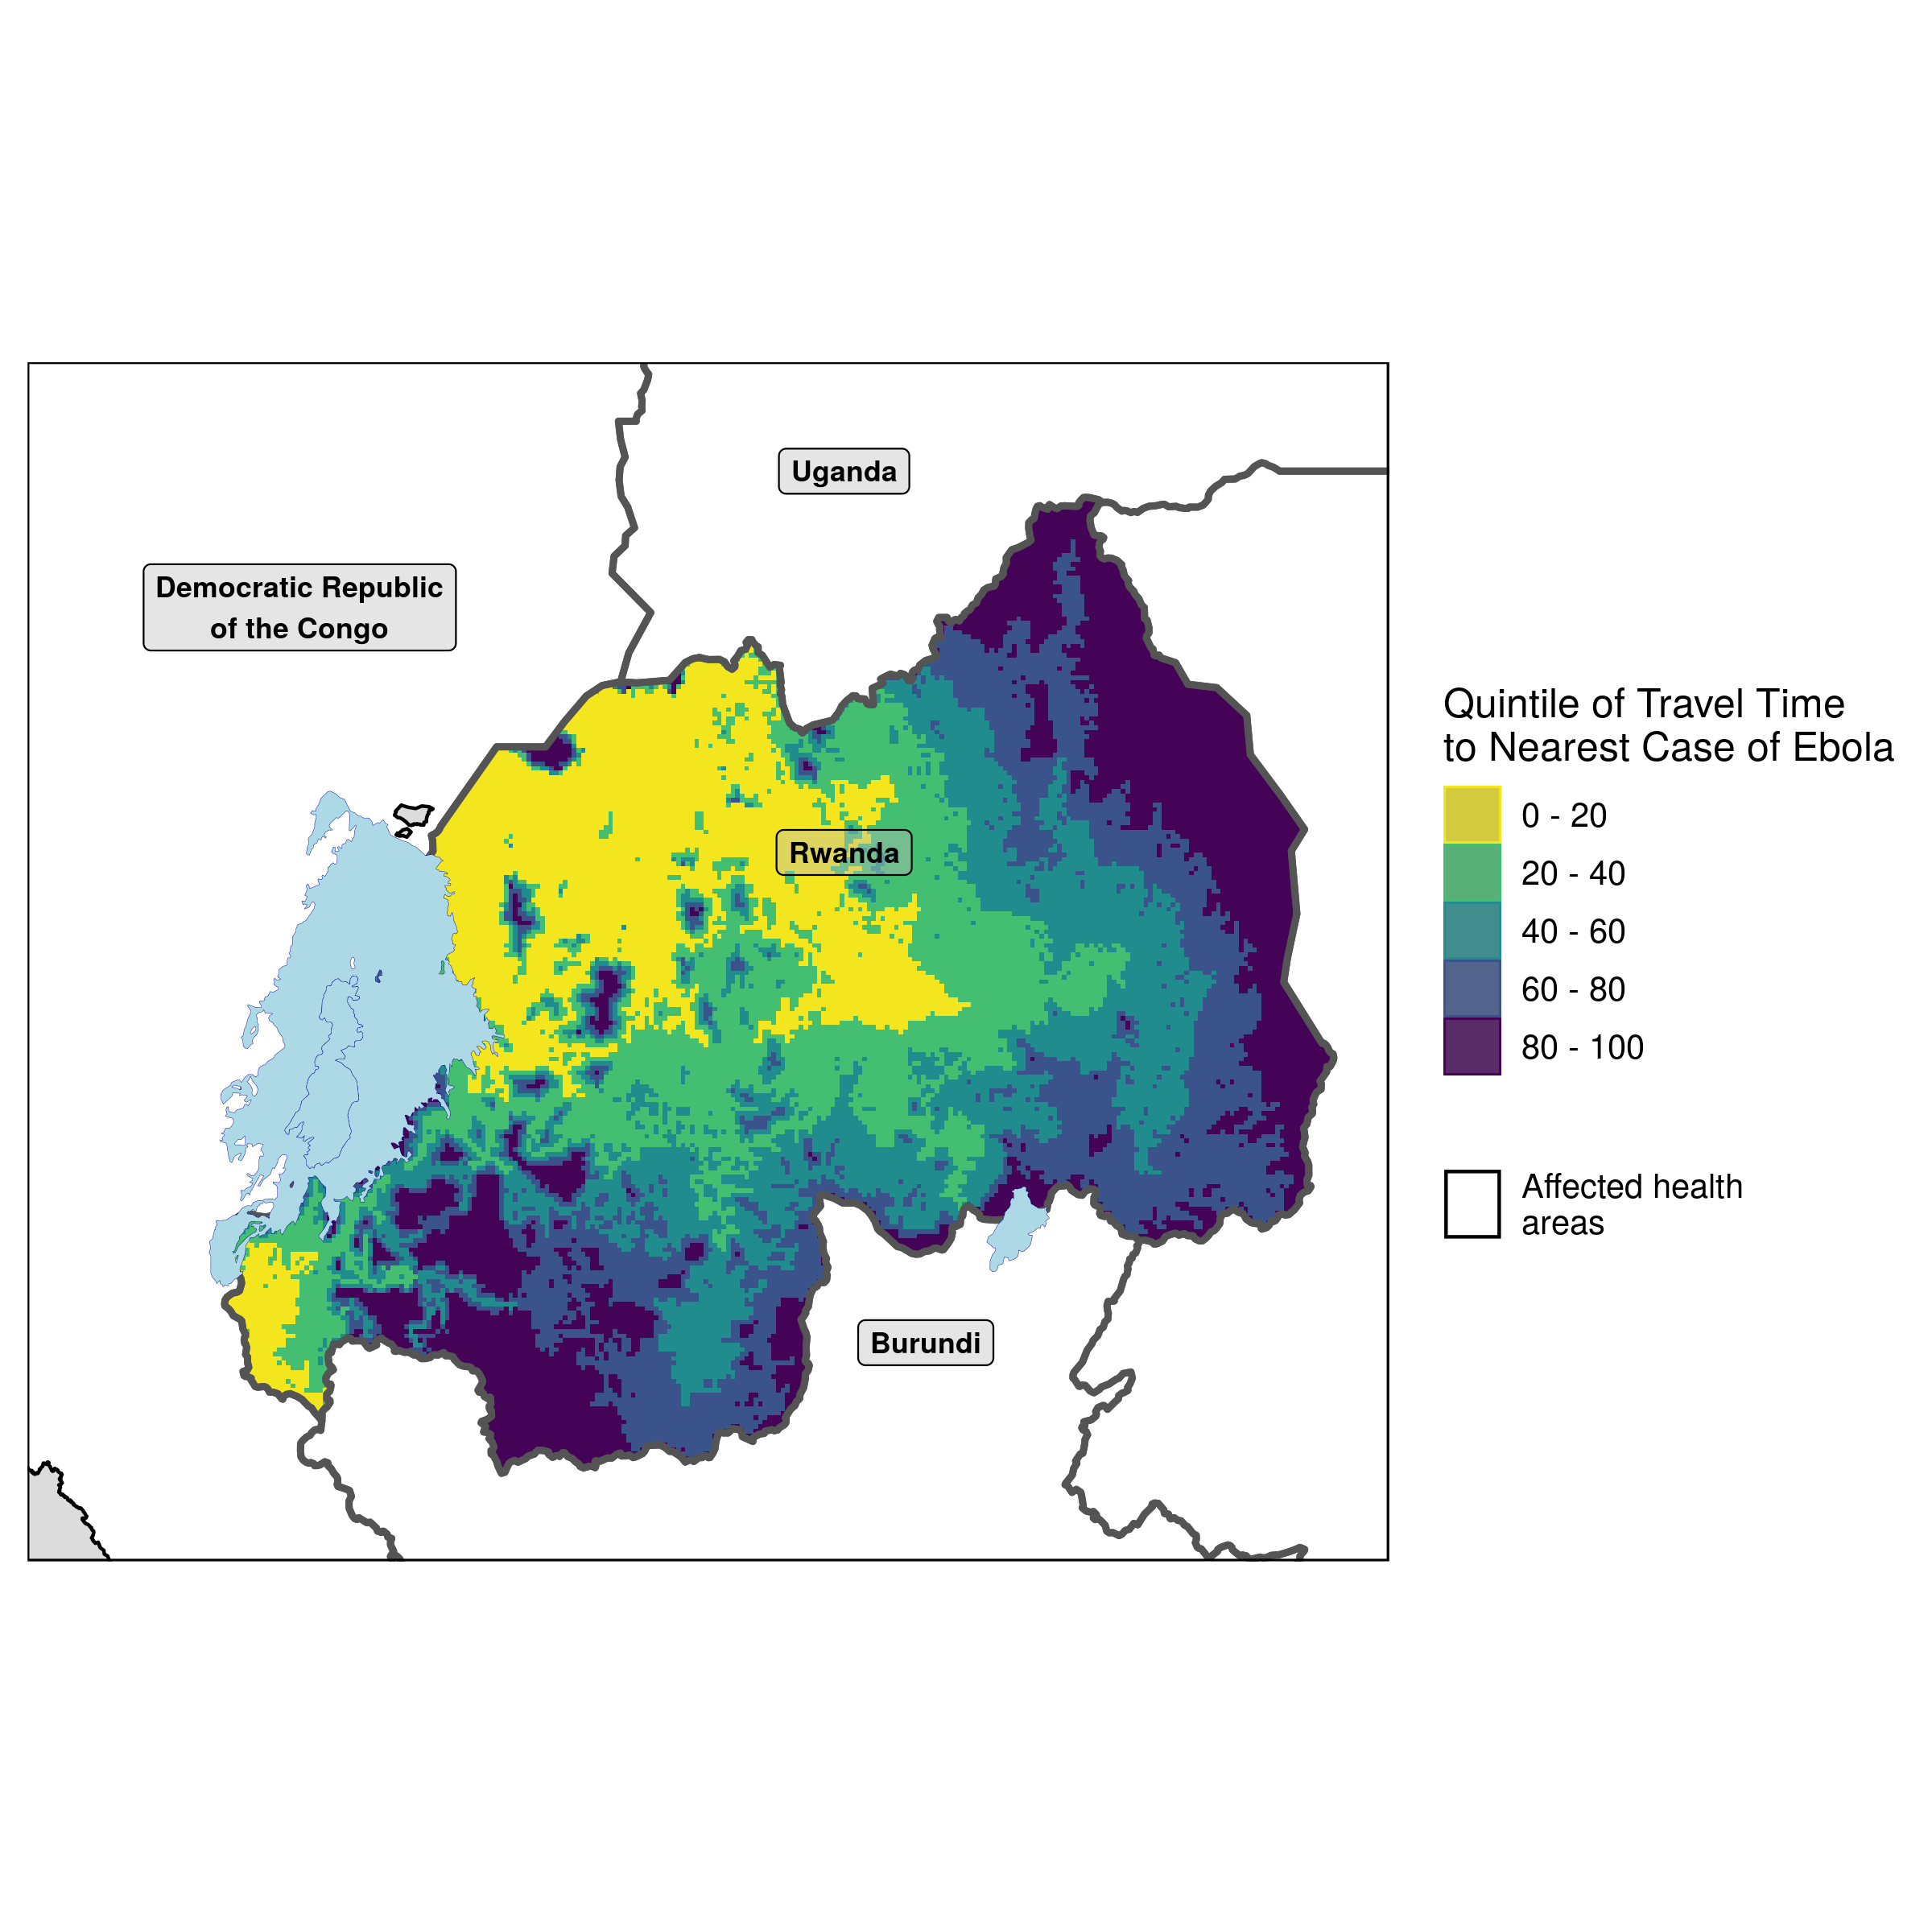 Uganda
Democratic Republic
of the Congo
Rwanda
Burundi
Quintile of Travel Time
to Nearest Case of Ebola
0 - 20
20 - 40
40 - 60
60 - 80
80 - 100
Affected health
areas